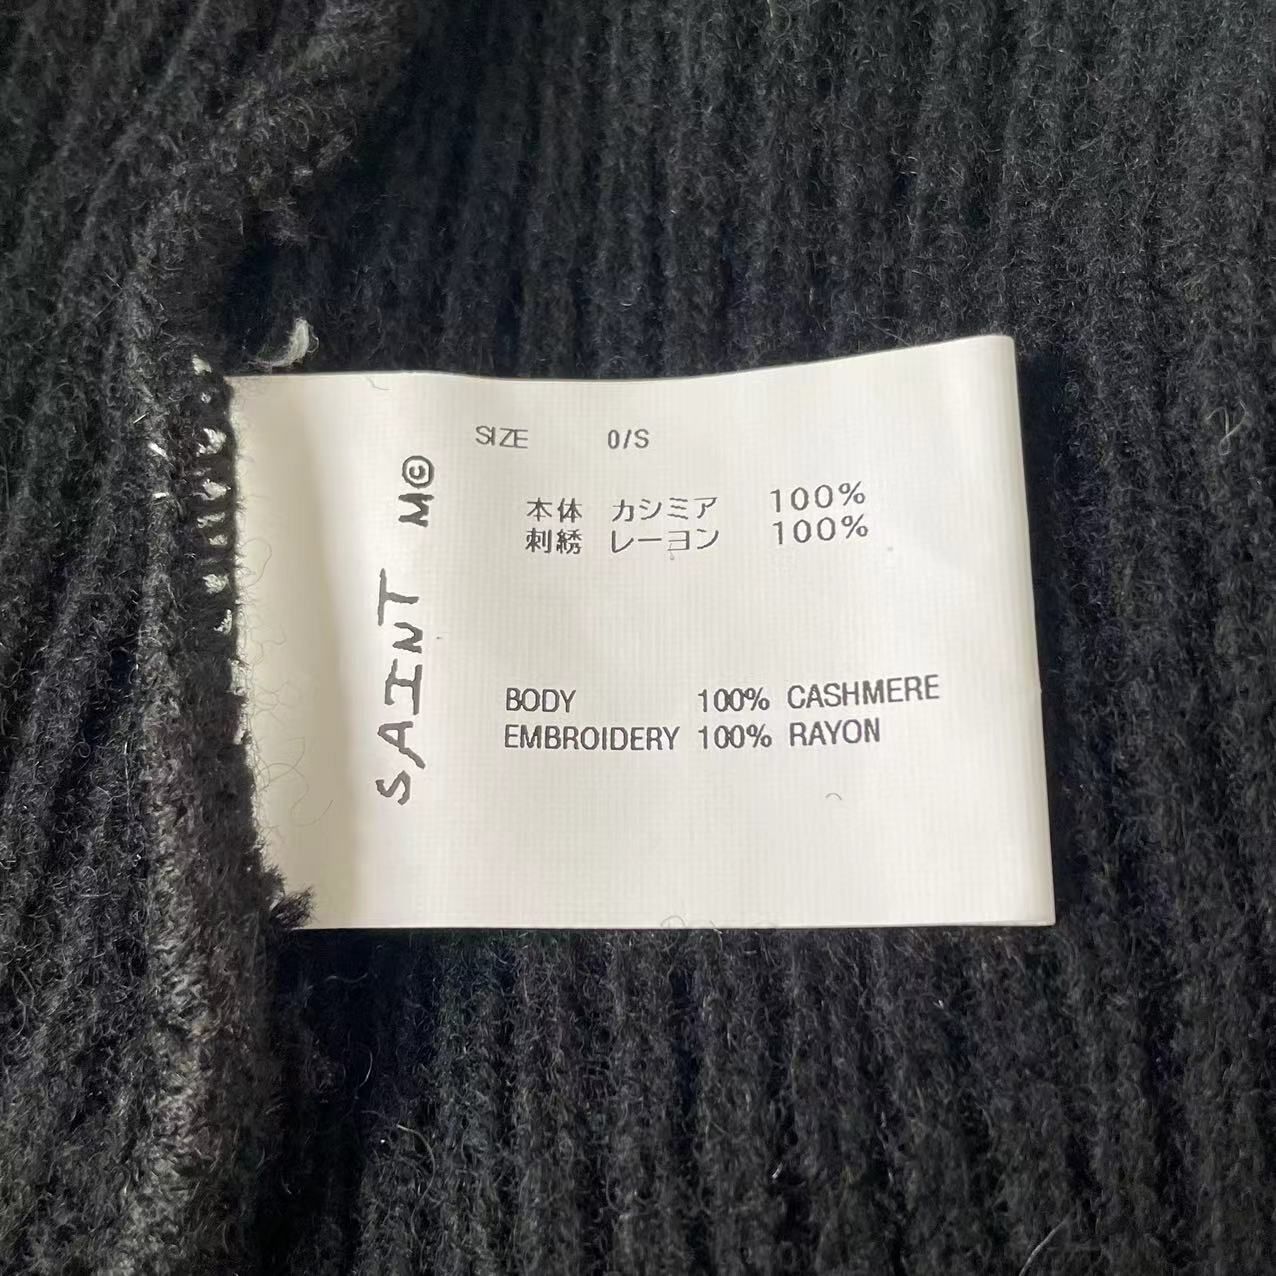 SAINT M©
SIZE 0/S
本体 カシミア 100%
刺繍 レーヨン 100%
BODY 100% CASHMERE
EMBROIDERY 100% RAYON